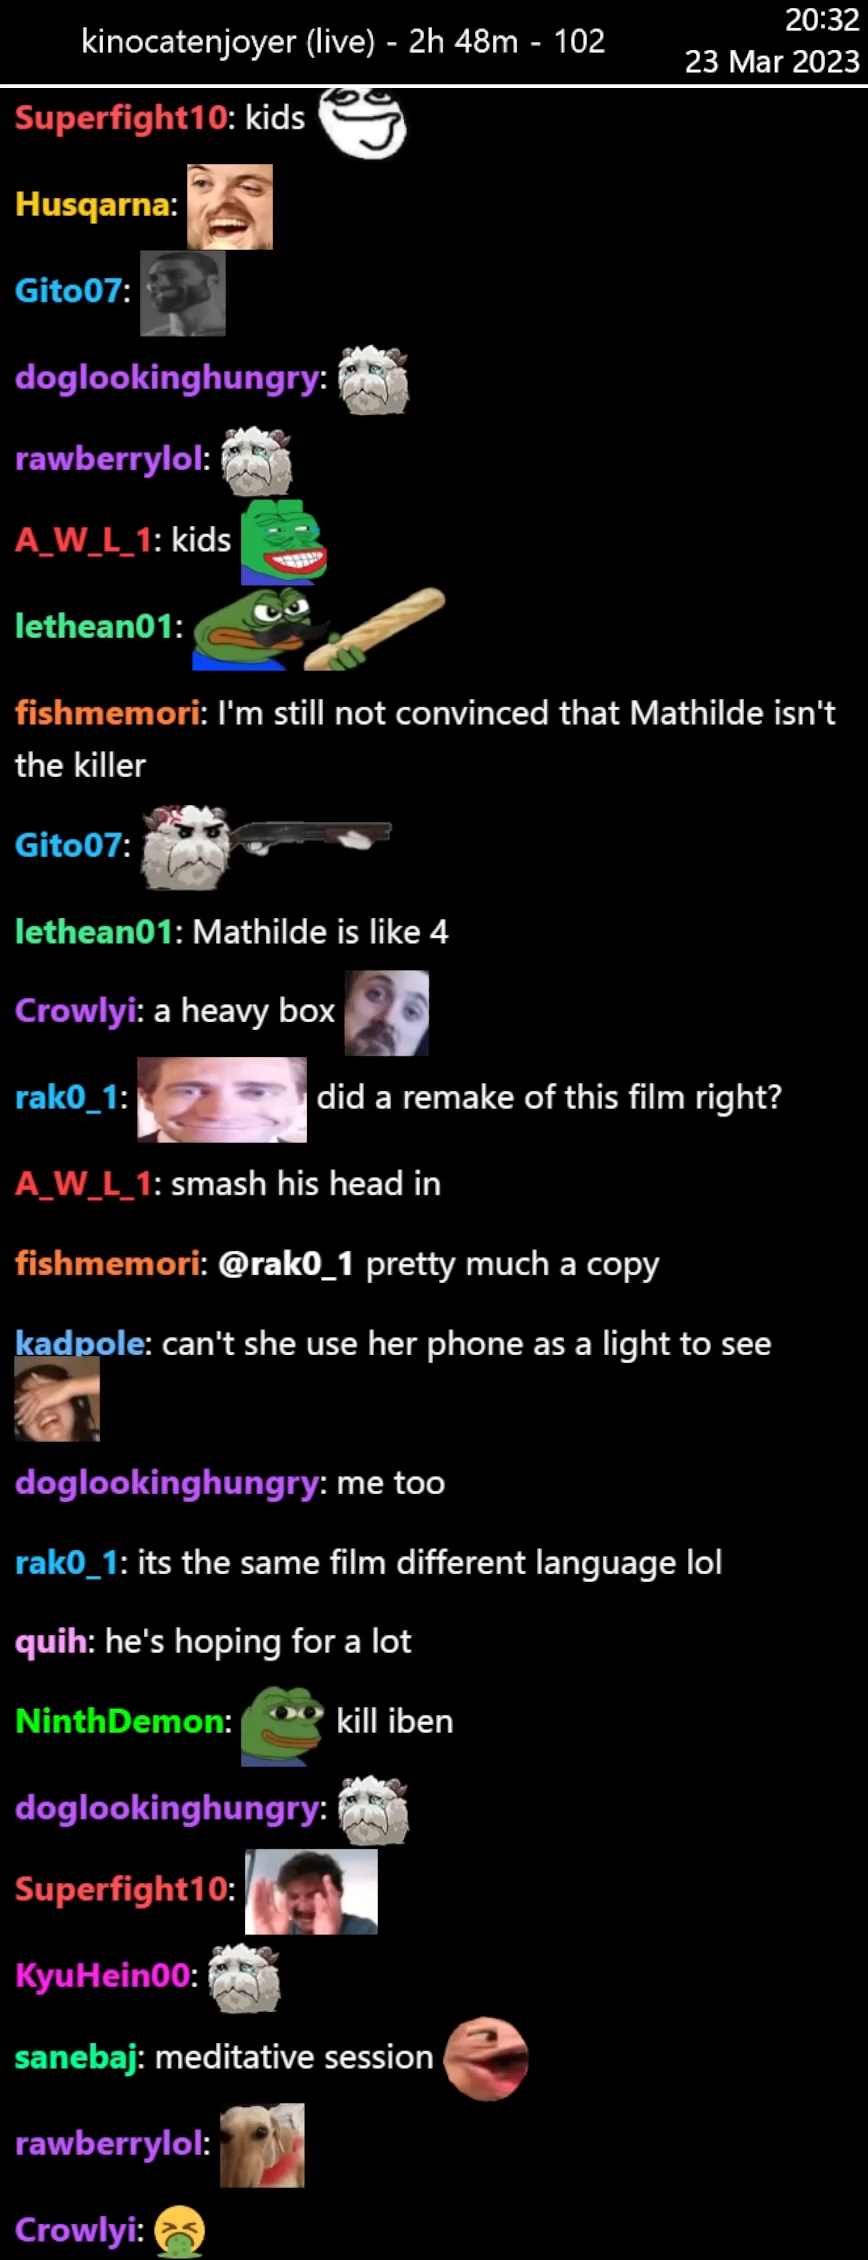 kinocatenjoyer (live) - 2h 48m - 102
20:32
23 Mar 2023
Superfight10: kids
Husqarna:
Gito07:
doglookinghungry:
rawberrylol:
A_W_L_1: kids
lethean01:
fishmemori: I'm still not convinced that Mathilde isn't
the killer
Gito07:
lethean01: Mathilde is like 4
Crowlyi: a heavy box
rak0_1: did a remake of this film right?
A_W_L_1: smash his head in
fishmemori: @rak0_1 pretty much a copy
kadpole: can't she use her phone as a light to see
doglookinghungry: me too
rak0_1: its the same film different language lol
quih: he's hoping for a lot
NinthDemon: kill iben
doglookinghungry:
Superfight10:
KyuHein00:
sanebaj: meditative session
rawberrylol:
Crowlyi: 🤮